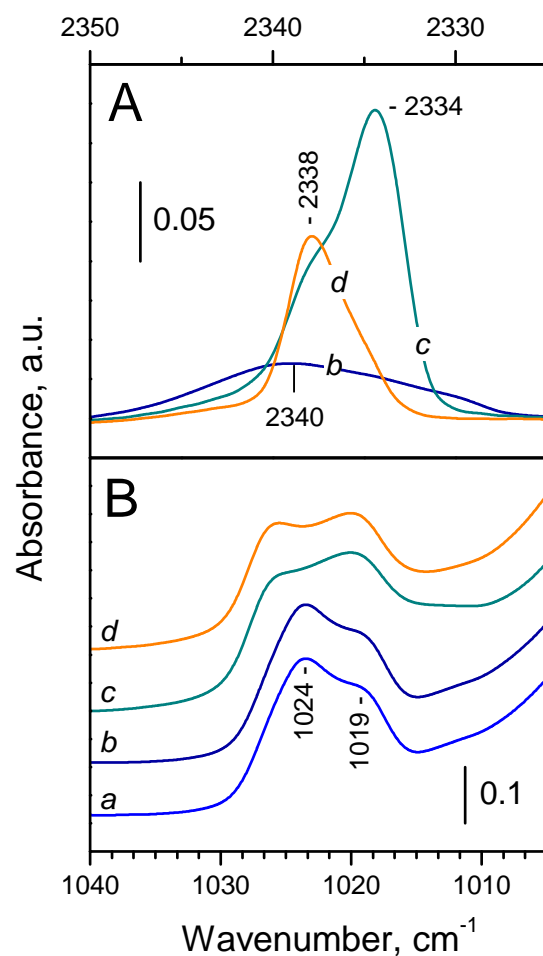 2350 2340 2330
A
- 2334
- 2338
0.05
d
b
c
2340
Absorbance, a.u.
B
d
c
b
a
1024 -
1019 -
0.1
1040 1030 1020 1010
Wavenumber, cm⁻¹